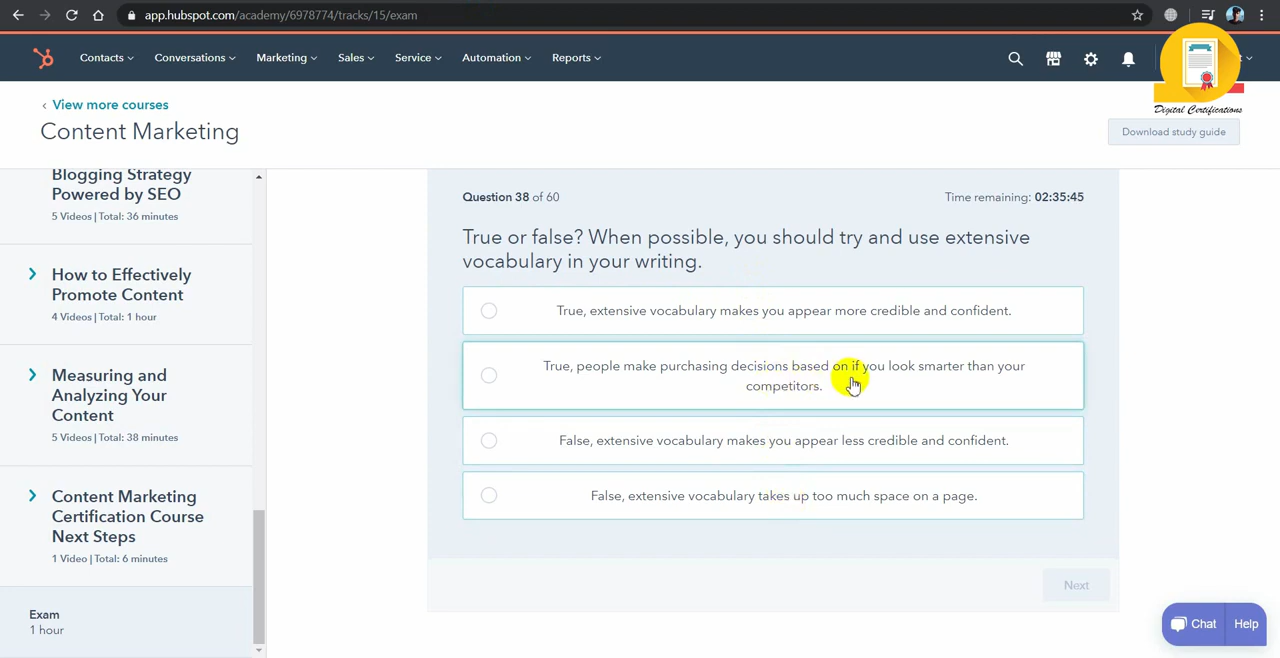 app.hubspot.com/academy/6978774/tracks/15/exam
Contacts Conversations Marketing Sales Service Automation Reports
Digital Certifications
View more courses
Content Marketing
Download study guide
Blogging Strategy
Powered by SEO
5 Videos | Total: 36 minutes
How to Effectively
Promote Content
4 Videos | Total: 1 hour
Measuring and
Analyzing Your
Content
5 Videos | Total: 38 minutes
Content Marketing
Certification Course
Next Steps
1 Video | Total: 6 minutes
Exam
1 hour
Question 38 of 60 Time remaining: 02:35:45
True or false? When possible, you should try and use extensive
vocabulary in your writing.
True, extensive vocabulary makes you appear more credible and confident.
True, people make purchasing decisions based on if you look smarter than your
competitors.
False, extensive vocabulary makes you appear less credible and confident.
False, extensive vocabulary takes up too much space on a page.
Next
Chat Help